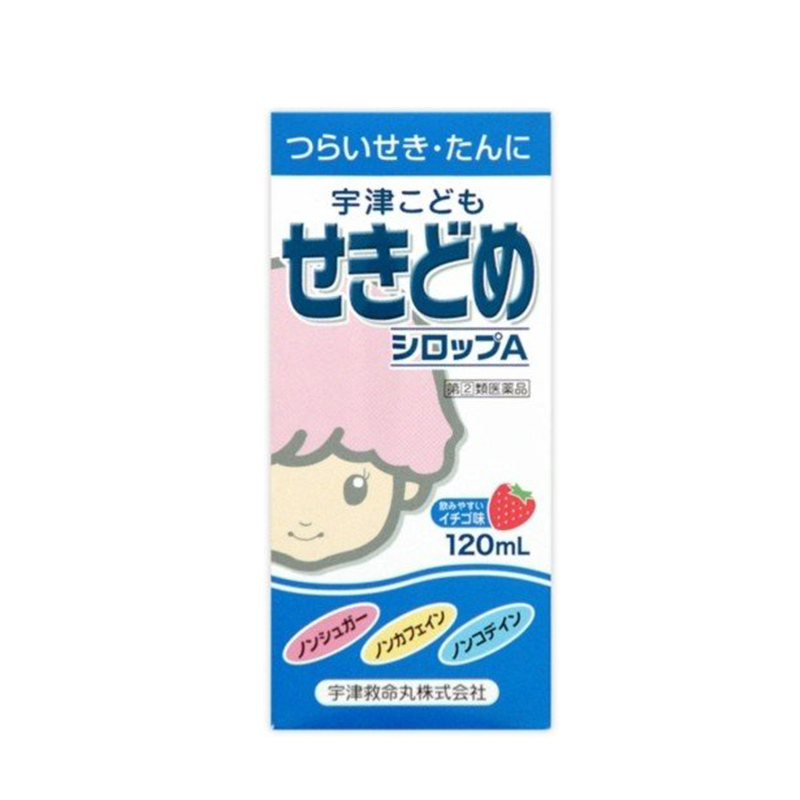 つらいせき・たんに
宇津こども
せきどめ
シロップA
指②類医薬品
飲みやすい
イチゴ味
120mL
ノンシュガー
ノンカフェイン
ノンコデイン
宇津救命丸株式会社